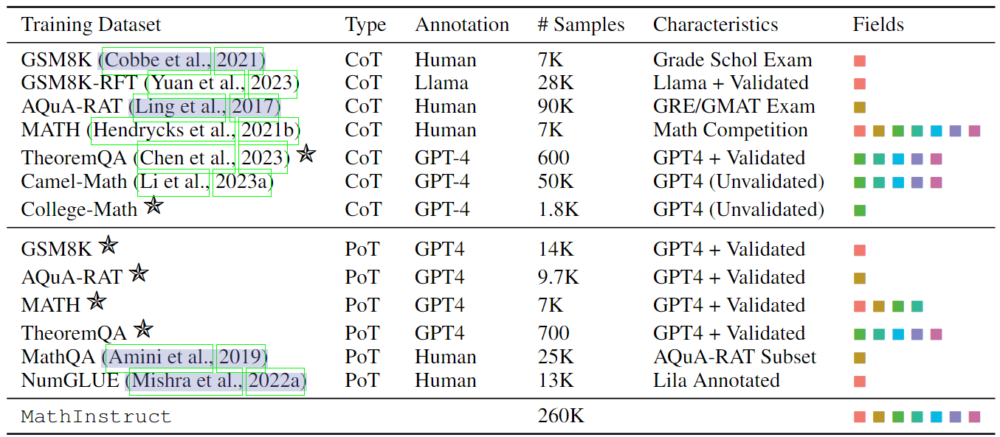 Training Dataset Type Annotation # Samples Characteristics Fields
GSM8K (Cobbe et al., 2021) CoT Human 7K Grade Schol Exam
GSM8K-RFT (Yuan et al., 2023) CoT Llama 28K Llama + Validated
AQuA-RAT (Ling et al., 2017) CoT Human 90K GRE/GMAT Exam
MATH (Hendrycks et al., 2021b) CoT Human 7K Math Competition
TheoremQA (Chen et al., 2023) ✯ CoT GPT-4 600 GPT4 + Validated
Camel-Math (Li et al., 2023a) CoT GPT-4 50K GPT4 (Unvalidated)
College-Math ✯ CoT GPT-4 1.8K GPT4 (Unvalidated)
GSM8K ✯ PoT GPT4 14K GPT4 + Validated
AQuA-RAT ✯ PoT GPT4 9.7K GPT4 + Validated
MATH ✯ PoT GPT4 7K GPT4 + Validated
TheoremQA ✯ PoT GPT4 700 GPT4 + Validated
MathQA (Amini et al., 2019) PoT Human 25K AQuA-RAT Subset
NumGLUE (Mishra et al., 2022a) PoT Human 13K Lila Annotated
MathInstruct 260K